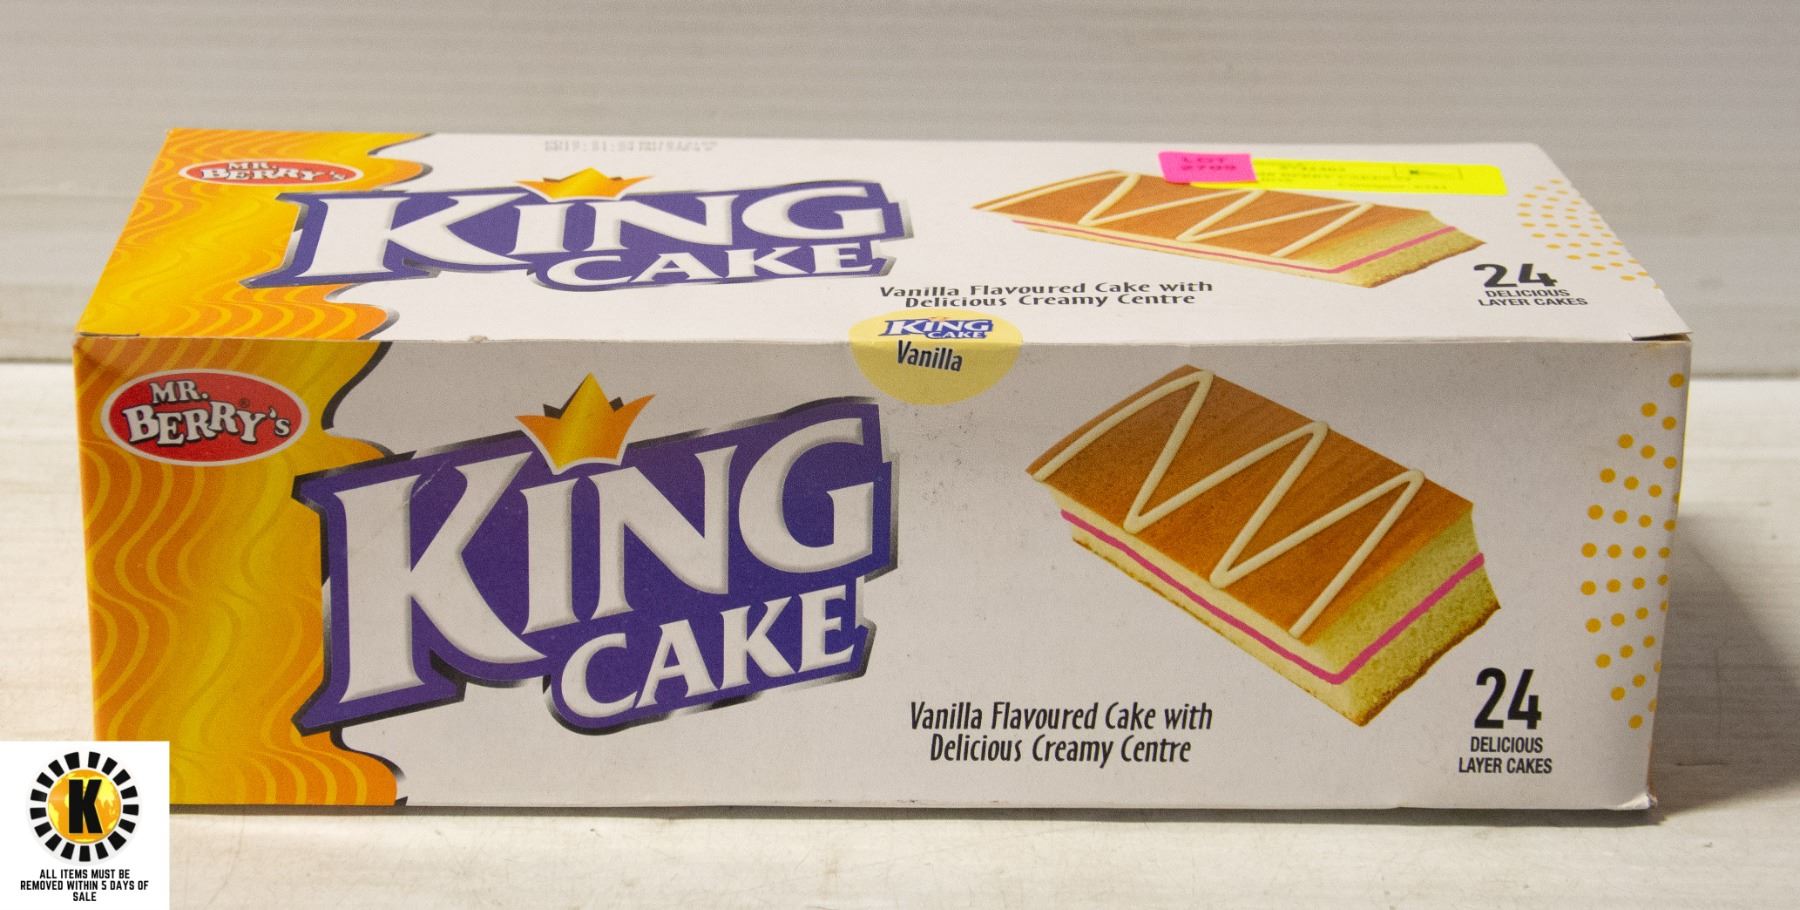 MR.
BERRY'S
KING
CAKE
Vanilla Flavoured Cake with
Delicious Creamy Centre
24
DELICIOUS
LAYER CAKES
LOT
2709
KING
CAKE
Vanilla
MR.
BERRY'S
®
KING
CAKE
Vanilla Flavoured Cake with
Delicious Creamy Centre
24
DELICIOUS
LAYER CAKES
K
ALL ITEMS MUST BE
REMOVED WITHIN 5 DAYS OF
SALE